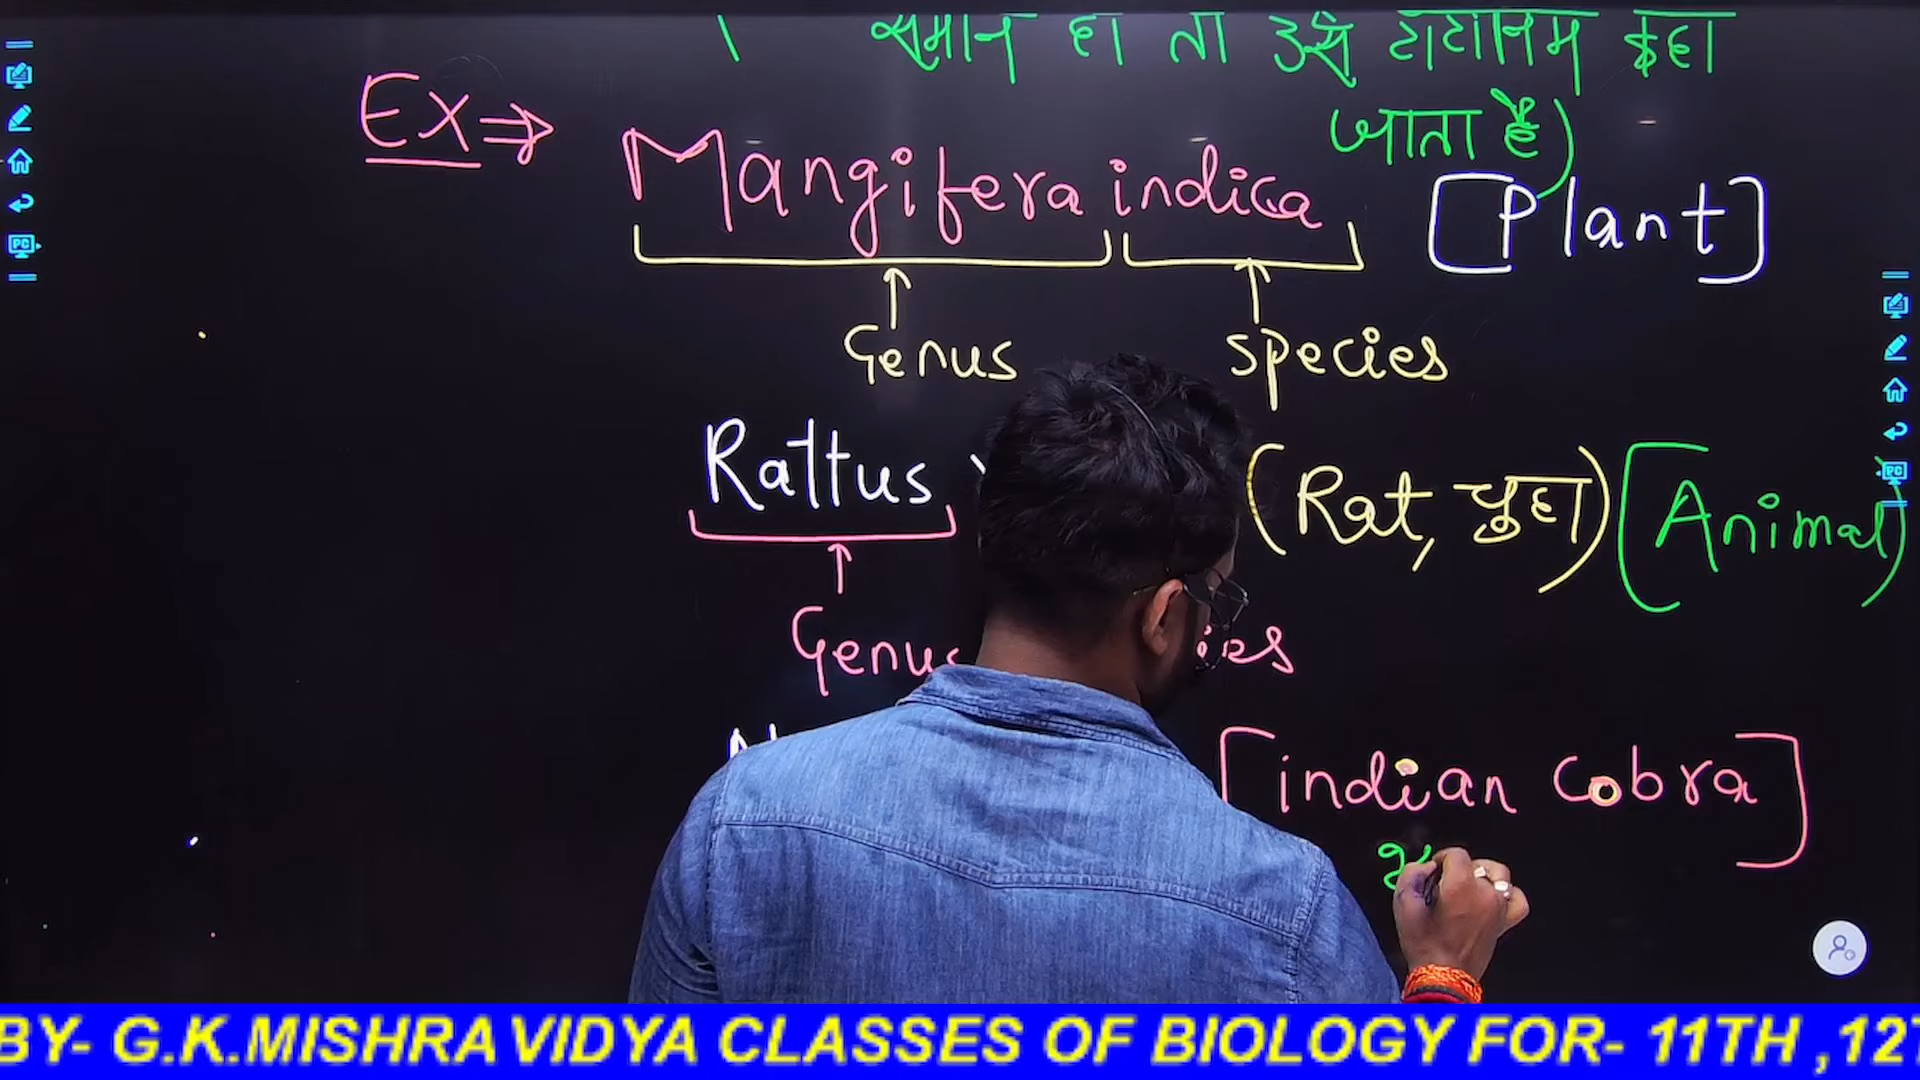 समान हो तो उसे टोटोनिम कहा
जाता है)
Ex⇒
Mangifera indica [Plant]
Genus species
Rattus (Rat, चुहा) [Animal]
Genus
[indian cobra]
BY- G.K.MISHRA VIDYA CLASSES OF BIOLOGY FOR- 11TH ,12T